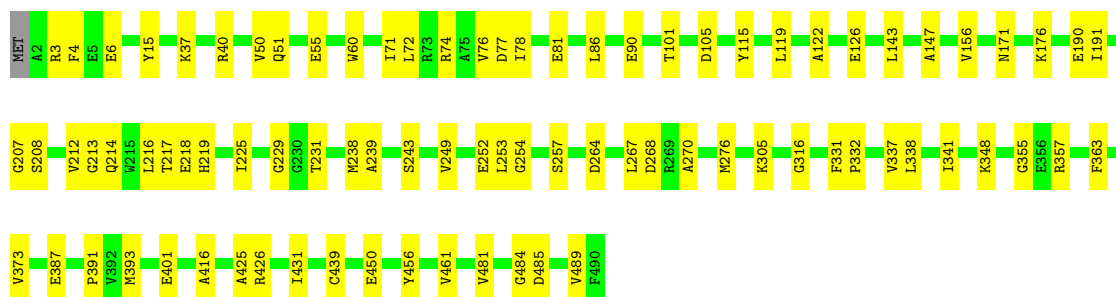 MET A2 R3 F4 E5 E6 Y15 K37 R40 V50 Q51 E55 W60 I71 L72 R73 R74 A75 V76 D77 I78 E81 L86 E90 T101 D105 Y115 L119 A122 E126 L143 A147 V156 N171 K176 E190 I191
G207 S208 V212 G213 Q214 W215 L216 T217 E218 H219 I225 G229 G230 T231 M238 A239 S243 V249 E252 L253 G254 S257 D264 L267 D268 R269 A270 M276 K305 G316 F331 P332 V337 L338 I341 K348 G355 E356 R357 F363
V373 E387 P391 V392 M393 E401 A416 A425 R426 I431 C439 E450 Y456 V461 V481 G484 D485 V489 F490